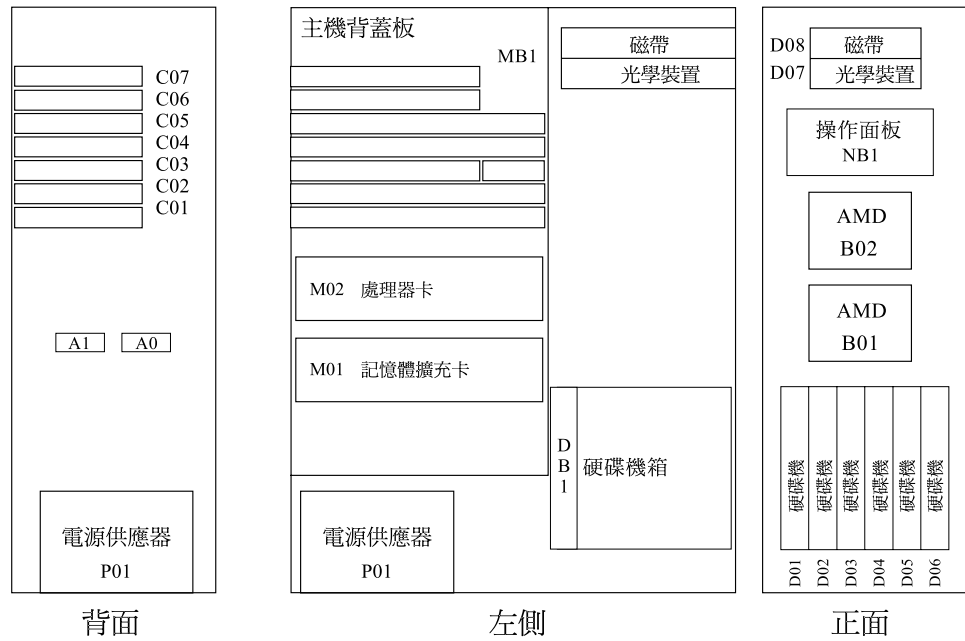 C07
C06
C05
C04
C03
C02
C01
A1
A0
電源供應器
P01
背面
主機背蓋板
MB1
磁帶
光學裝置
M02 處理器卡
M01 記憶體擴充卡
DB1
硬碟機箱
電源供應器
P01
左側
D08
磁帶
D07
光學裝置
操作面板
NB1
AMD
B02
AMD
B01
硬碟機
硬碟機
硬碟機
硬碟機
硬碟機
硬碟機
D01
D02
D03
D04
D05
D06
正面